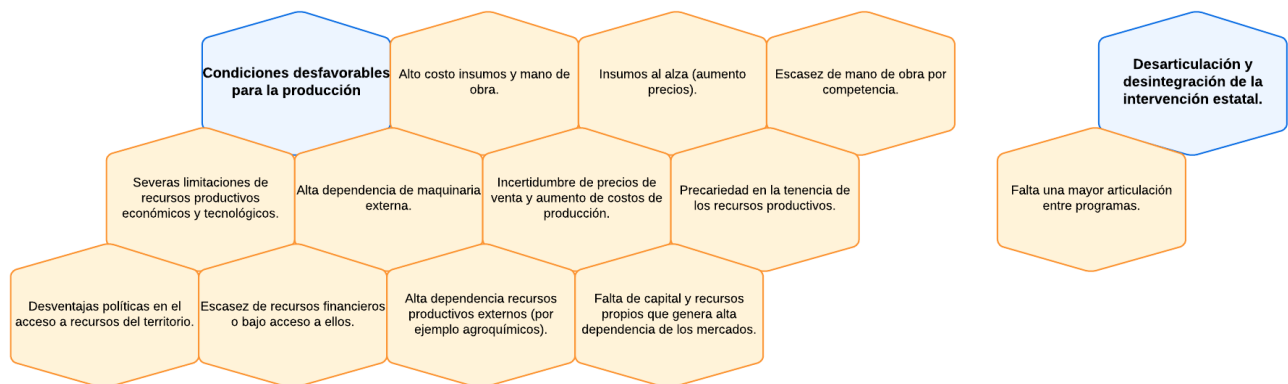 Condiciones desfavorables
para la producción
Alto costo insumos y mano de
obra.
Insumos al alza (aumento
precios).
Escasez de mano de obra por
competencia.
Desarticulación y
desintegración de la
intervención estatal.
Severas limitaciones de
recursos productivos
económicos y tecnológicos.
Alta dependencia de maquinaria
externa.
Incertidumbre de precios de
venta y aumento de costos de
producción.
Precariedad en la tenencia de
los recursos productivos.
Falta una mayor articulación
entre programas.
Desventajas políticas en el
acceso a recursos del territorio.
Escasez de recursos financieros
o bajo acceso a ellos.
Alta dependencia recursos
productivos externos (por
ejemplo agroquímicos).
Falta de capital y recursos
propios que genera alta
dependencia de los mercados.